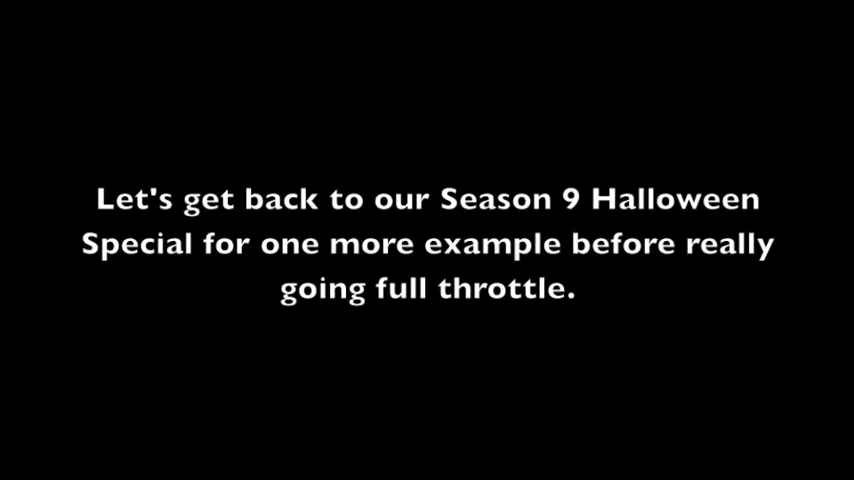 Let's get back to our Season 9 Halloween
Special for one more example before really
going full throttle.